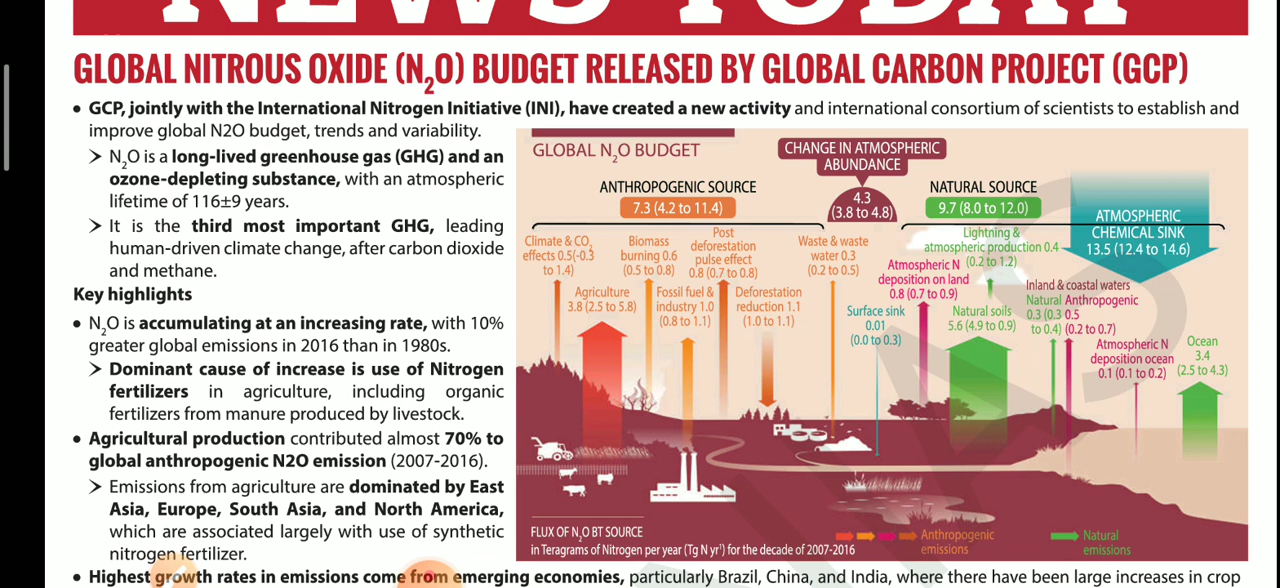 NEWS TODAY
GLOBAL NITROUS OXIDE (N2O) BUDGET RELEASED BY GLOBAL CARBON PROJECT (GCP)
• GCP, jointly with the International Nitrogen Initiative (INI), have created a new activity and international consortium of scientists to establish and
improve global N2O budget, trends and variability.
➢ N2O is a long-lived greenhouse gas (GHG) and an
ozone-depleting substance, with an atmospheric
lifetime of 116±9 years.
➢ It is the third most important GHG, leading
human-driven climate change, after carbon dioxide
and methane.
Key highlights
• N2O is accumulating at an increasing rate, with 10%
greater global emissions in 2016 than in 1980s.
➢ Dominant cause of increase is use of Nitrogen
fertilizers in agriculture, including organic
fertilizers from manure produced by livestock.
• Agricultural production contributed almost 70% to
global anthropogenic N2O emission (2007-2016).
➢ Emissions from agriculture are dominated by East
Asia, Europe, South Asia, and North America,
which are associated largely with use of synthetic
nitrogen fertilizer.
GLOBAL N2O BUDGET
CHANGE IN ATMOSPHERIC
ABUNDANCE
4.3
(3.8 to 4.8)
ANTHROPOGENIC SOURCE
7.3 (4.2 to 11.4)
NATURAL SOURCE
9.7 (8.0 to 12.0)
ATMOSPHERIC
CHEMICAL SINK
13.5 (12.4 to 14.6)
Climate & CO2
effects 0.5(-0.3
to 1.4)
Agriculture
3.8 (2.5 to 5.8)
Biomass
burning 0.6
(0.5 to 0.8)
Fossil fuel &
industry 1.0
(0.8 to 1.1)
Post
deforestation
pulse effect
0.8 (0.7 to 0.8)
Deforestation
reduction 1.1
(1.0 to 1.1)
Waste & waste
water 0.3
(0.2 to 0.5)
Surface sink
0.01
(0.0 to 0.3)
Atmospheric N
deposition on land
0.8 (0.7 to 0.9)
Lightning &
atmospheric production 0.4
(0.2 to 1.2)
Natural soils
5.6 (4.9 to 0.9)
Inland & coastal waters
Natural Anthropogenic
0.3 (0.3 0.5
to 0.4) (0.2 to 0.7)
Atmospheric N
deposition ocean
0.1 (0.1 to 0.2)
Ocean
3.4
(2.5 to 4.3)
FLUX OF N2O BT SOURCE
in Teragrams of Nitrogen per year (Tg N yr¹) for the decade of 2007-2016
Anthropogenic
emissions
Natural
emissions
• Highest growth rates in emissions come from emerging economies, particularly Brazil, China, and India, where there have been large increases in crop